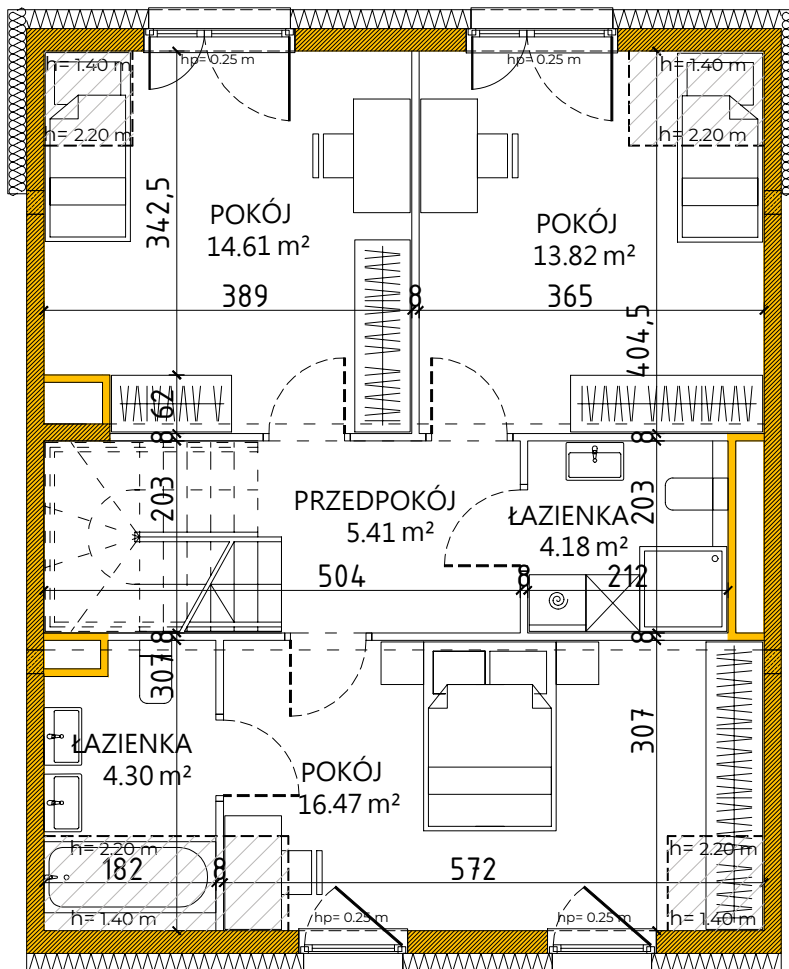 h= 1.40 m
hp= 0.25 m
hp= 0.25 m
h= 1.40 m
h= 2.20 m
h= 2.20 m
342,5
POKÓJ
14.61 m²
POKÓJ
13.82 m²
389
8
365
404,5
62
8
8
203
PRZEDPOKÓJ
5.41 m²
ŁAZIENKA
4.18 m²
203
504
8
212
8
8
307
307
ŁAZIENKA
4.30 m²
POKÓJ
16.47 m²
h= 2.20 m
h= 2.20 m
182
8
572
h= 1.40 m
hp= 0.25 m
hp= 0.25 m
h= 1.40 m